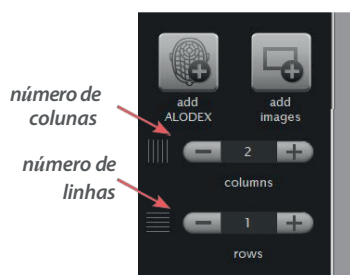 add
ALODEX
add
images
número de
colunas
2
columns
número de
linhas
1
rows